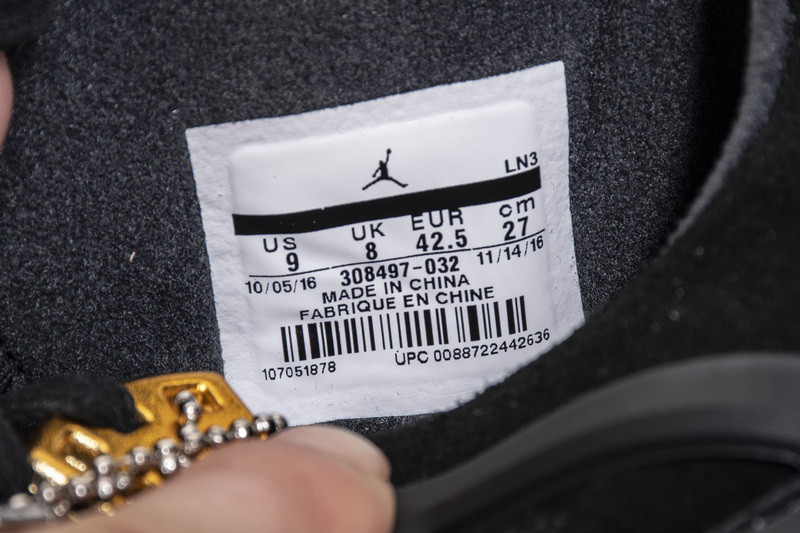 LN3
US UK EUR cm
9 8 42.5 27
10/05/16 308497-032 11/14/16
MADE IN CHINA
FABRIQUE EN CHINE
107051878 UPC 0088722442636